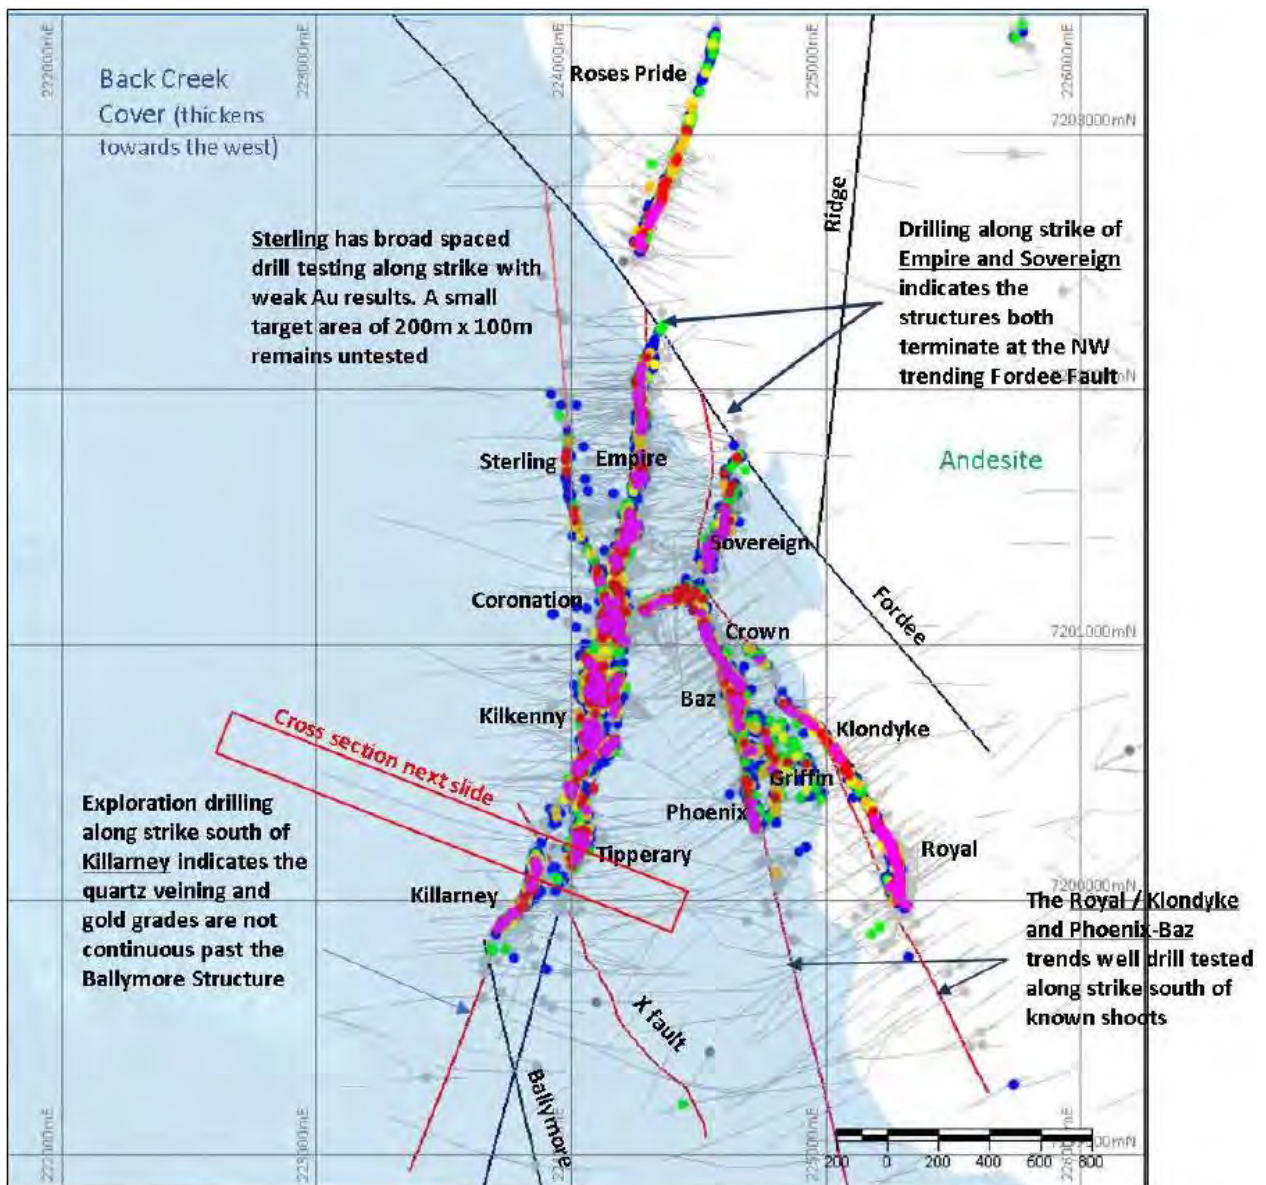 222000mE
223000mE
224000mE
225000mE
226000mE
Back Creek
Cover (thickens
towards the west)
Roses Pride
7203000mN
Ridge
Sterling has broad spaced
drill testing along strike with
weak Au results. A small
target area of 200m x 100m
remains untested
Drilling along strike of
Empire and Sovereign
indicates the
structures both
terminate at the NW
trending Fordee Fault
Sterling
Empire
Andesite
Sovereign
Coronation
Fordee
Crown
7201000mN
Baz
Kilkenny
Klondyke
Cross section next slide
Griffin
Exploration drilling
along strike south of
Killarney indicates the
quartz veining and
gold grades are not
continuous past the
Ballymore Structure
Phoenix
Tipperary
Royal
Killarney
7200000mN
The Royal / Klondyke
and Phoenix-Baz
trends well drill tested
along strike south of
known shoots
X fault
Ballymore
222000mE
223000mE
225000mE
200 0 200 400 600 800